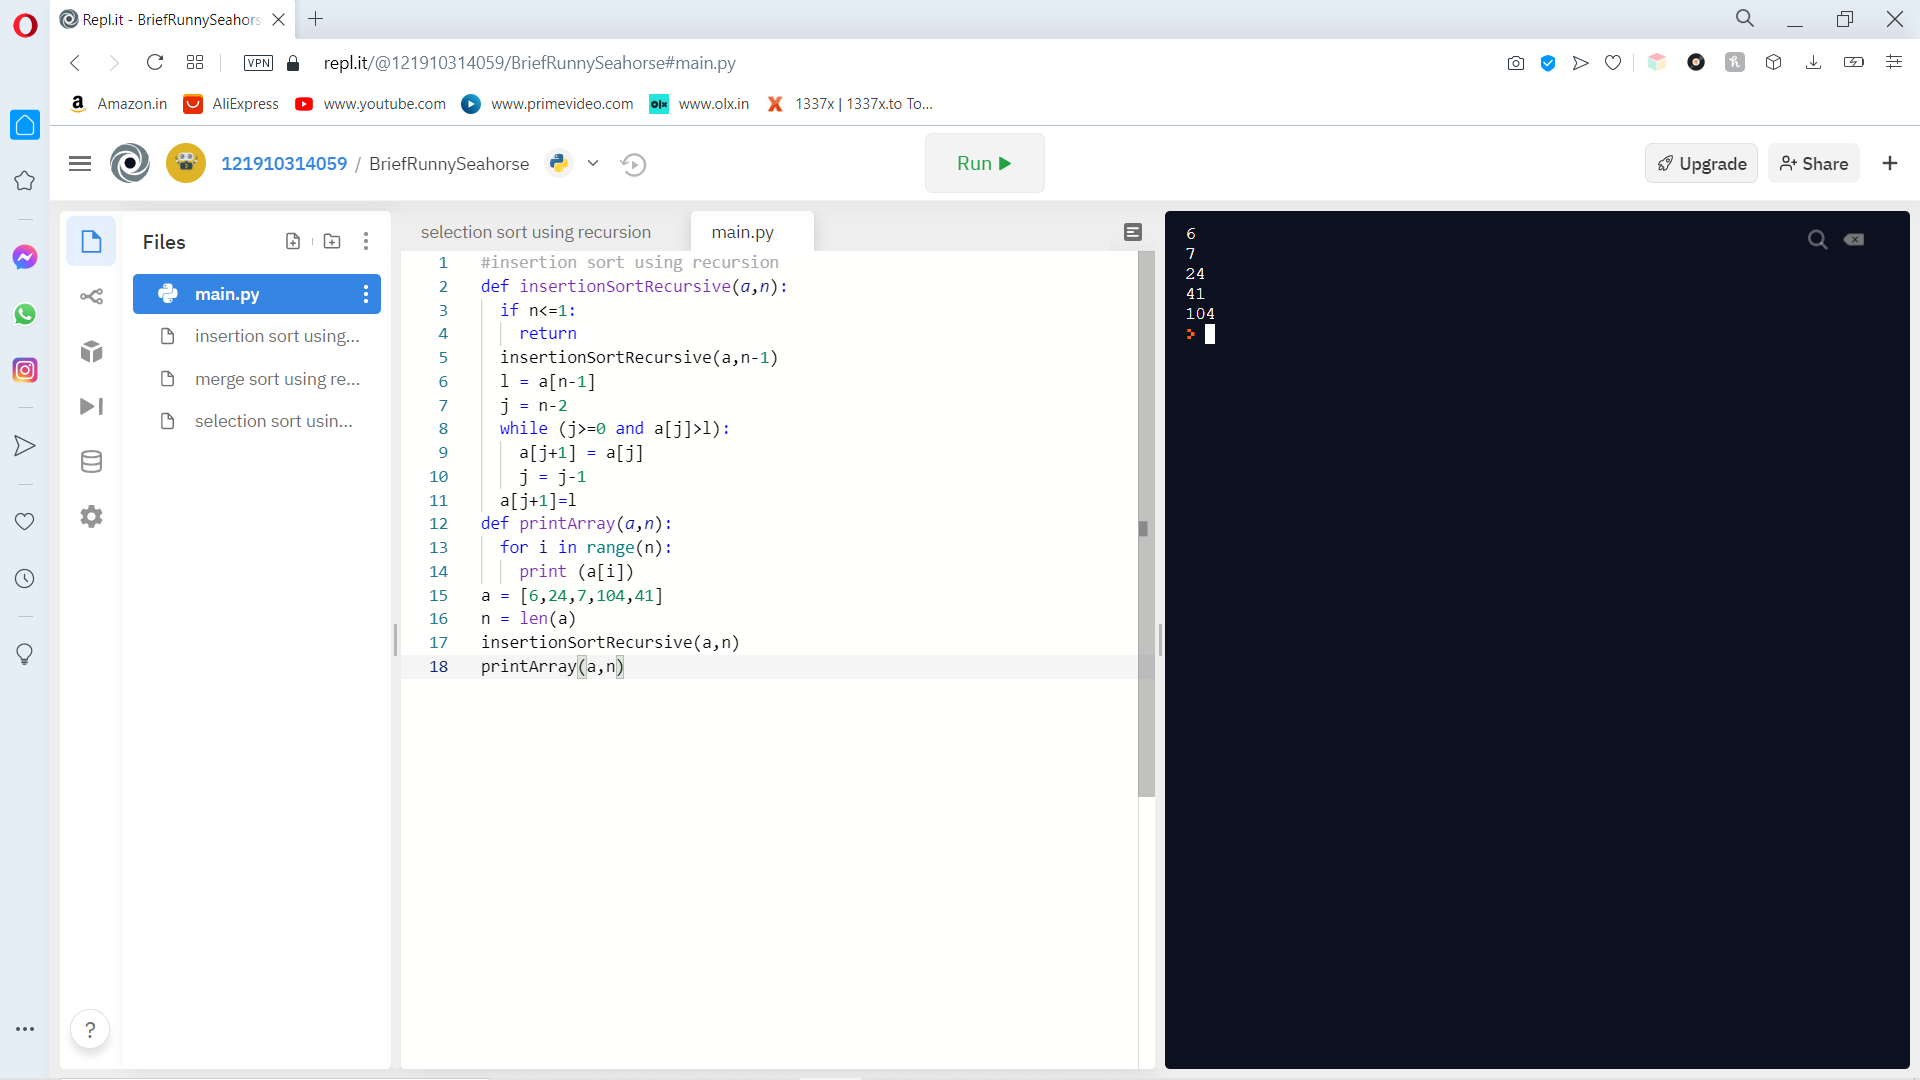 Repl.it - BriefRunnySeahors
VPN
repl.it/@121910314059/BriefRunnySeahorse#main.py
Amazon.in
AliExpress
www.youtube.com
www.primevideo.com
olx
www.olx.in
1337x | 1337x.to To...
121910314059 / BriefRunnySeahorse
Run
Upgrade
Share
Files
main.py
insertion sort using...
merge sort using re...
selection sort usin...
selection sort using recursion
main.py
1 #insertion sort using recursion
2 def insertionSortRecursive(a,n):
3 if n<=1:
4 return
5 insertionSortRecursive(a,n-1)
6 l = a[n-1]
7 j = n-2
8 while (j>=0 and a[j]>l):
9 a[j+1] = a[j]
10 j = j-1
11 a[j+1]=l
12 def printArray(a,n):
13 for i in range(n):
14 print (a[i])
15 a = [6,24,7,104,41]
16 n = len(a)
17 insertionSortRecursive(a,n)
18 printArray(a,n)
6
7
24
41
104
>
?